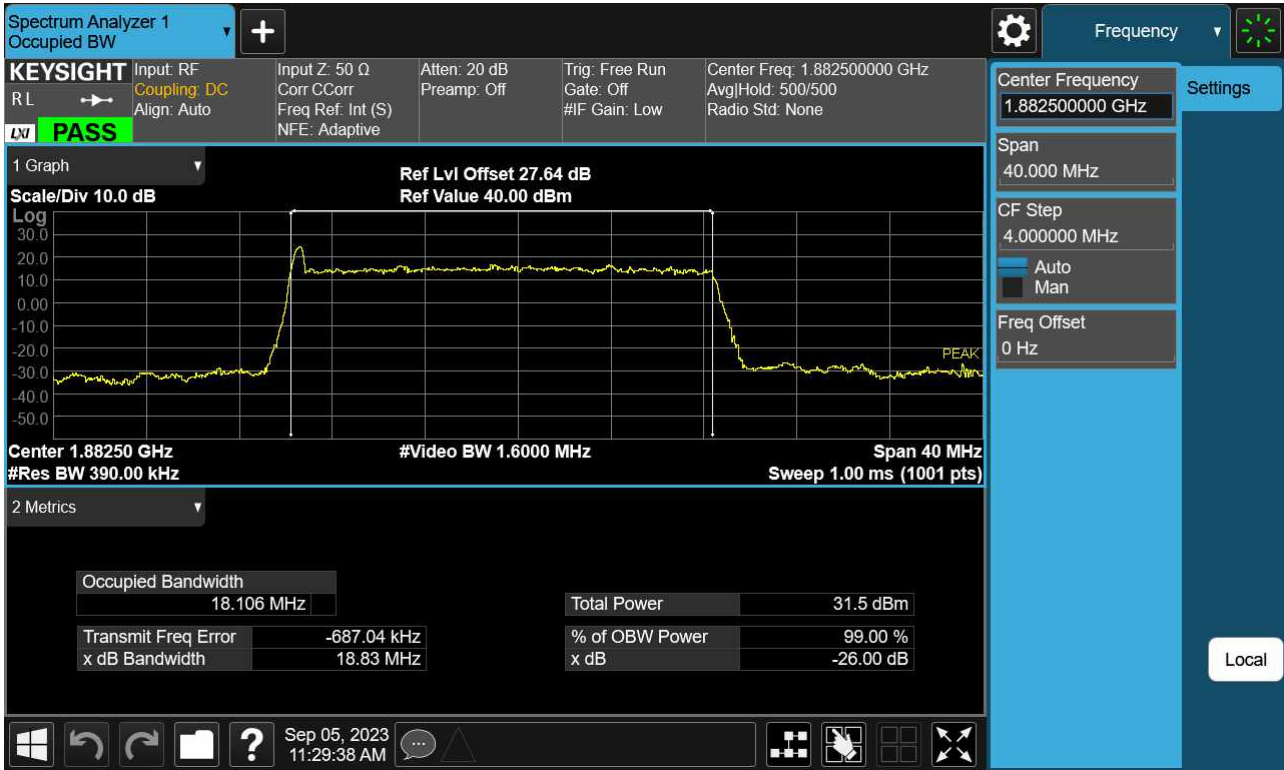 Spectrum Analyzer 1
Occupied BW
Frequency
KEYSIGHT
R L
LXI
PASS
Input: RF
Coupling: DC
Align: Auto
Input Z: 50 Ω
Corr CCorr
Freq Ref: Int (S)
NFE: Adaptive
Atten: 20 dB
Preamp: Off
Trig: Free Run
Gate: Off
#IF Gain: Low
Center Freq: 1.882500000 GHz
Avg|Hold: 500/500
Radio Std: None
Center Frequency
1.882500000 GHz
Settings
Span
40.000 MHz
CF Step
4.000000 MHz
Auto
Man
Freq Offset
0 Hz
Local
1 Graph
Scale/Div 10.0 dB
Ref Lvl Offset 27.64 dB
Ref Value 40.00 dBm
Log
30.0
20.0
10.0
0.00
-10.0
-20.0
-30.0
-40.0
-50.0
PEAK
Center 1.88250 GHz
#Video BW 1.6000 MHz
Span 40 MHz
#Res BW 390.00 kHz
Sweep 1.00 ms (1001 pts)
2 Metrics
Occupied Bandwidth
18.106 MHz
Total Power 31.5 dBm
Transmit Freq Error -687.04 kHz
% of OBW Power 99.00 %
x dB Bandwidth 18.83 MHz
x dB -26.00 dB
?
Sep 05, 2023
11:29:38 AM